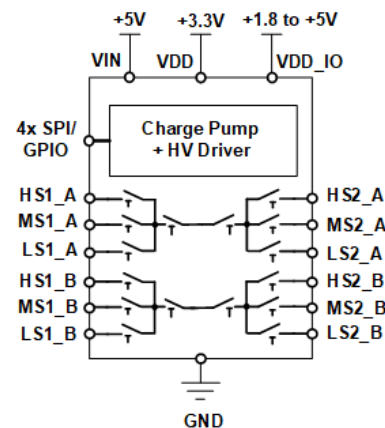 +5V +3.3V +1.8 to +5V
VIN VDD VDD_IO
4x SPI/
GPIO
Charge Pump
+ HV Driver
HS1_A HS2_A
MS1_A MS2_A
LS1_A LS2_A
HS1_B HS2_B
MS1_B MS2_B
LS1_B LS2_B
GND